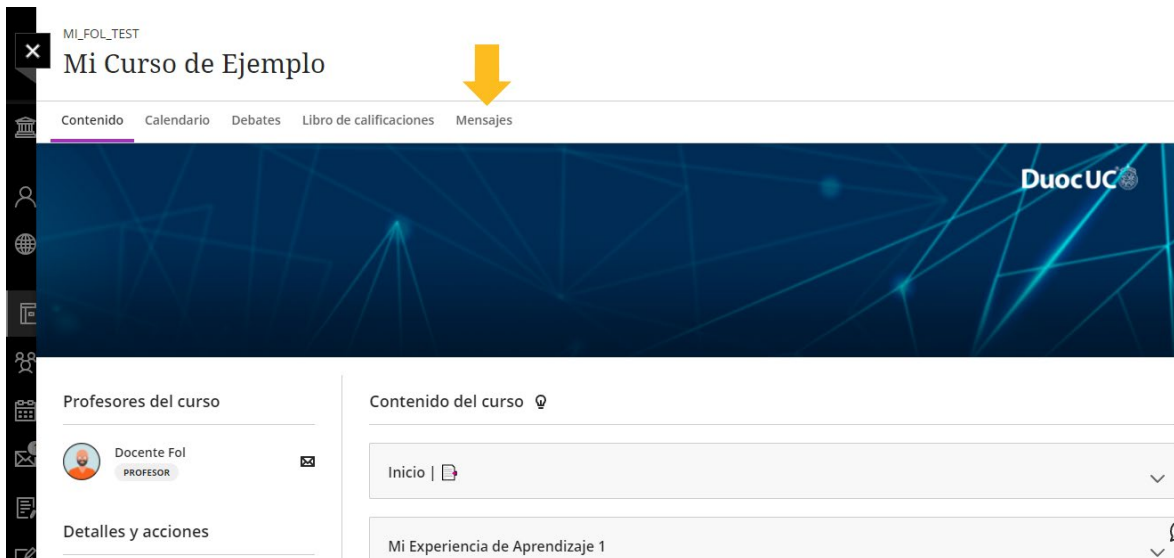 MI_FOL_TEST
Mi Curso de Ejemplo
Contenido Calendario Debates Libro de calificaciones Mensajes
DuocUC
Profesores del curso
Docente Fol
PROFESOR
Detalles y acciones
Contenido del curso
Inicio |
Mi Experiencia de Aprendizaje 1